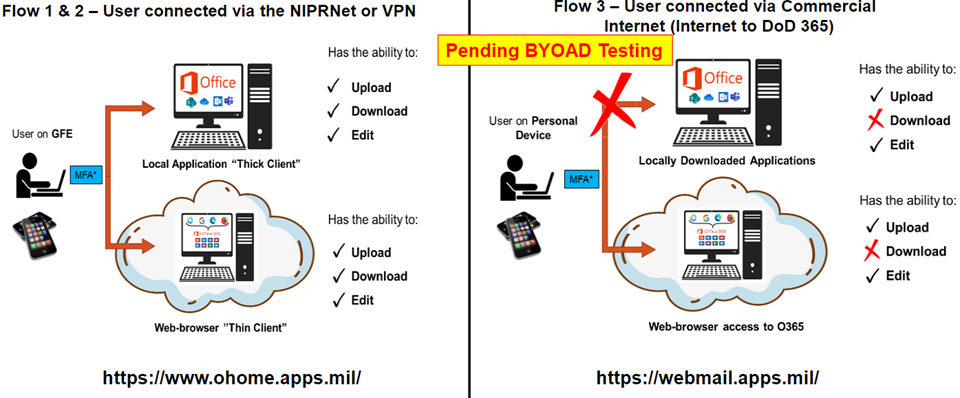 Flow 1 & 2 – User connected via the NIPRNet or VPN
Has the ability to:
Office
✓ Upload
✓ Download
✓ Edit
User on GFE
MFA*
Local Application “Thick Client”
Has the ability to:
Office 365
✓ Upload
✓ Download
✓ Edit
Web-browser ”Thin Client”
https://www.ohome.apps.mil/
Flow 3 – User connected via Commercial
Internet (Internet to DoD 365)
Pending BYOAD Testing
Has the ability to:
Office
✓ Upload
✗ Download
✓ Edit
User on Personal
Device
MFA*
Locally Downloaded Applications
Has the ability to:
Office 365
✓ Upload
✗ Download
✓ Edit
Web-browser access to O365
https://webmail.apps.mil/